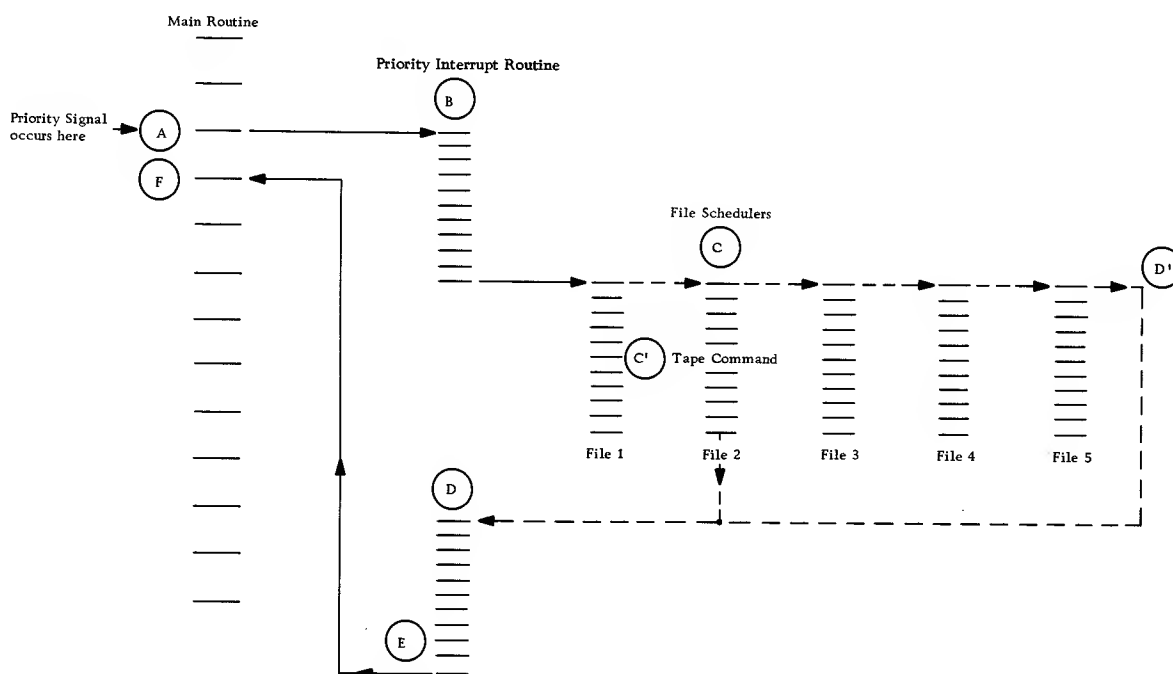 Main Routine
Priority Interrupt Routine
B
Priority Signal
occurs here
A
F
File Schedulers
C
D'
C'
Tape Command
File 1
File 2
File 3
File 4
File 5
D
E